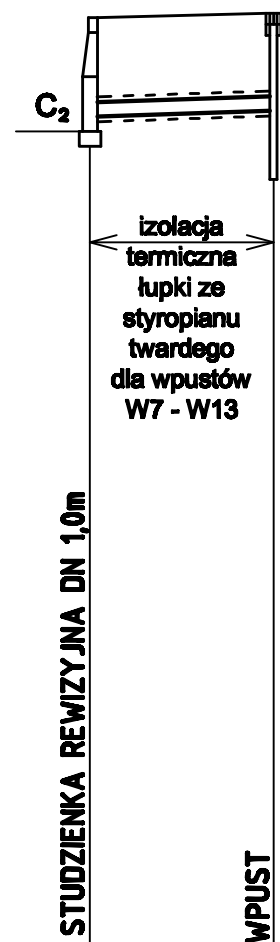 C₂
izolacja
termiczna
łupki ze
styropianu
twardego
dla wpustów
W7 - W13
STUDZIENKA REWIZYJNA DN 1,0m
WPUST